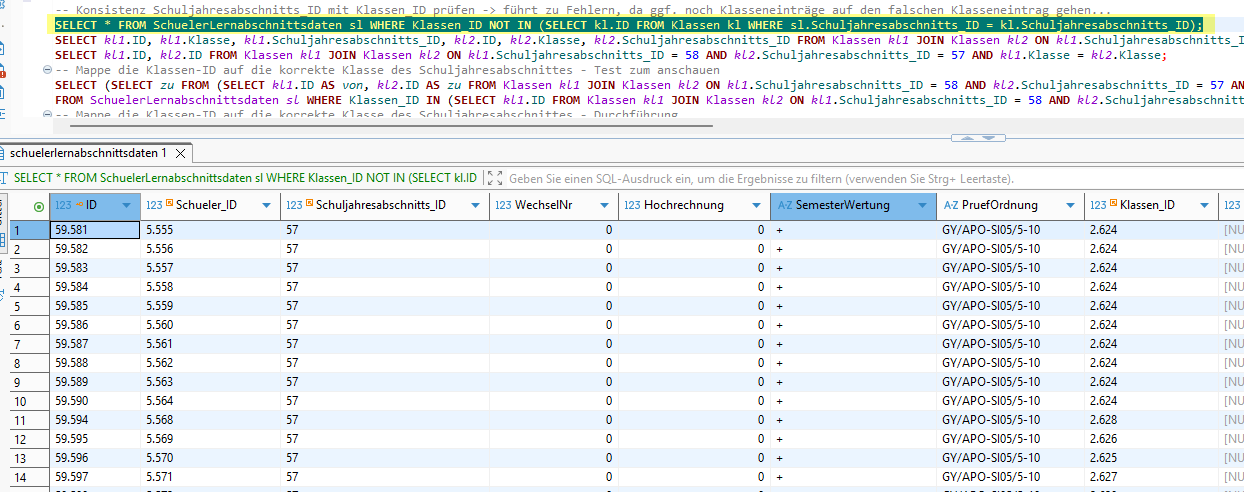 -- Konsistenz Schuljahresabschnitts_ID mit Klassen_ID prüfen -> führt zu Fehlern, da ggf. noch Klasseneinträge auf den falschen Klasseneintrag gehen...
SELECT * FROM SchuelerLernabschnittsdaten sl WHERE Klassen_ID NOT IN (SELECT kl.ID FROM Klassen kl WHERE sl.Schuljahresabschnitts_ID = kl.Schuljahresabschnitts_ID);
SELECT kl1.ID, kl1.Klasse, kl1.Schuljahresabschnitts_ID, kl2.ID, kl2.Klasse, kl2.Schuljahresabschnitts_ID FROM Klassen kl1 JOIN Klassen kl2 ON kl1.Schuljahresabschnitts_I
SELECT kl1.ID, kl2.ID FROM Klassen kl1 JOIN Klassen kl2 ON kl1.Schuljahresabschnitts_ID = 58 AND kl2.Schuljahresabschnitts_ID = 57 AND kl1.Klasse = kl2.Klasse;
-- Mappe die Klassen-ID auf die korrekte Klasse des Schuljahresabschnittes - Test zum anschauen
SELECT (SELECT zu FROM (SELECT kl1.ID AS von, kl2.ID AS zu FROM Klassen kl1 JOIN Klassen kl2 ON kl1.Schuljahresabschnitts_ID = 58 AND kl2.Schuljahresabschnitts_ID = 57 AN
FROM SchuelerLernabschnittsdaten sl WHERE Klassen_ID IN (SELECT kl1.ID FROM Klassen kl1 JOIN Klassen kl2 ON kl1.Schuljahresabschnitts_ID = 58 AND kl2.Schuljahresabschnitt
-- Mappe die Klassen-ID auf die korrekte Klasse des Schuljahresabschnittes - Durchführung
schuelerlernabschnittsdaten 1
SELECT * FROM SchuelerLernabschnittsdaten sl WHERE Klassen_ID NOT IN (SELECT kl.ID Geben Sie einen SQL-Ausdruck ein, um die Ergebnisse zu filtern (verwenden Sie Strg+ Leertaste).
123 ID 123 Schueler_ID 123 Schuljahresabschnitts_ID 123 WechselNr 123 Hochrechnung A-Z SemesterWertung A-Z PruefOrdnung 123 Klassen_ID 123
1 59.581 5.555 57 0 0 + GY/APO-SI05/5-10 2.624 [NU
2 59.582 5.556 57 0 0 + GY/APO-SI05/5-10 2.624 [NU
3 59.583 5.557 57 0 0 + GY/APO-SI05/5-10 2.624 [NU
4 59.584 5.558 57 0 0 + GY/APO-SI05/5-10 2.624 [NU
5 59.585 5.559 57 0 0 + GY/APO-SI05/5-10 2.624 [NU
6 59.586 5.560 57 0 0 + GY/APO-SI05/5-10 2.624 [NU
7 59.587 5.561 57 0 0 + GY/APO-SI05/5-10 2.624 [NU
8 59.588 5.562 57 0 0 + GY/APO-SI05/5-10 2.624 [NU
9 59.589 5.563 57 0 0 + GY/APO-SI05/5-10 2.624 [NU
10 59.590 5.564 57 0 0 + GY/APO-SI05/5-10 2.624 [NU
11 59.594 5.568 57 0 0 + GY/APO-SI05/5-10 2.628 [NU
12 59.595 5.569 57 0 0 + GY/APO-SI05/5-10 2.626 [NU
13 59.596 5.570 57 0 0 + GY/APO-SI05/5-10 2.625 [NU
14 59.597 5.571 57 0 0 + GY/APO-SI05/5-10 2.627 [NU